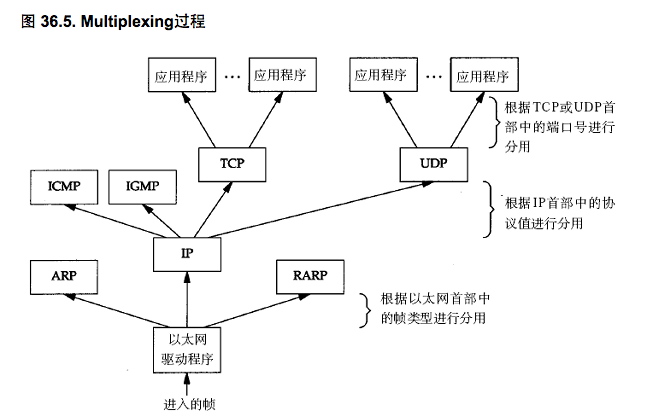 图 36.5. Multiplexing过程
应用程序 … 应用程序 应用程序 … 应用程序
根据TCP或UDP首
部中的端口号进行
分用
TCP UDP
ICMP IGMP
根据IP首部中的协
议值进行分用
IP
ARP RARP
根据以太网首部中
的帧类型进行分用
以太网
驱动程序
进入的帧